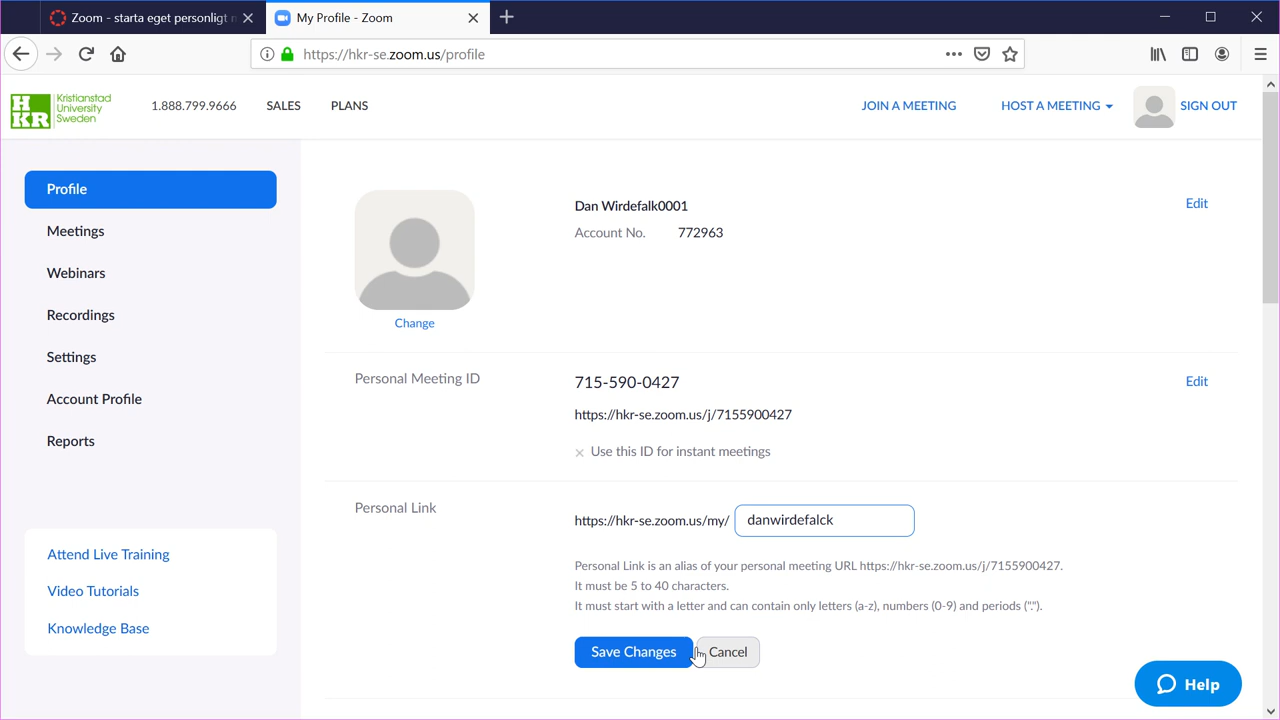 Zoom - starta eget personligt n
My Profile - Zoom
https://hkr-se.zoom.us/profile
HKR Kristianstad University Sweden
1.888.799.9666
SALES
PLANS
JOIN A MEETING
HOST A MEETING
SIGN OUT
Profile
Meetings
Webinars
Recordings
Settings
Account Profile
Reports
Attend Live Training
Video Tutorials
Knowledge Base
Change
Dan Wirdefalk0001
Edit
Account No. 772963
Personal Meeting ID
715-590-0427
Edit
https://hkr-se.zoom.us/j/7155900427
× Use this ID for instant meetings
Personal Link
https://hkr-se.zoom.us/my/ danwirdefalck
Personal Link is an alias of your personal meeting URL https://hkr-se.zoom.us/j/7155900427.
It must be 5 to 40 characters.
It must start with a letter and can contain only letters (a-z), numbers (0-9) and periods (".").
Save Changes
Cancel
Help